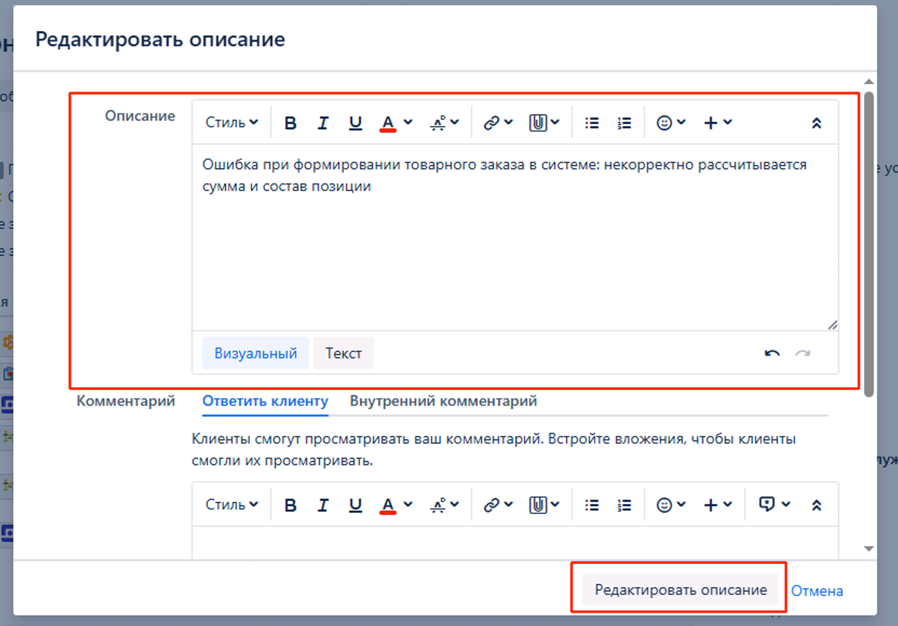 Редактировать описание
Описание
Стиль B I U A
Ошибка при формировании товарного заказа в системе: некорректно рассчитывается
сумма и состав позиции
Визуальный Текст
Комментарий Ответить клиенту Внутренний комментарий
Клиенты смогут просматривать ваш комментарий. Встройте вложения, чтобы клиенты
смогли их просматривать.
Стиль B I U A
Редактировать описание Отмена